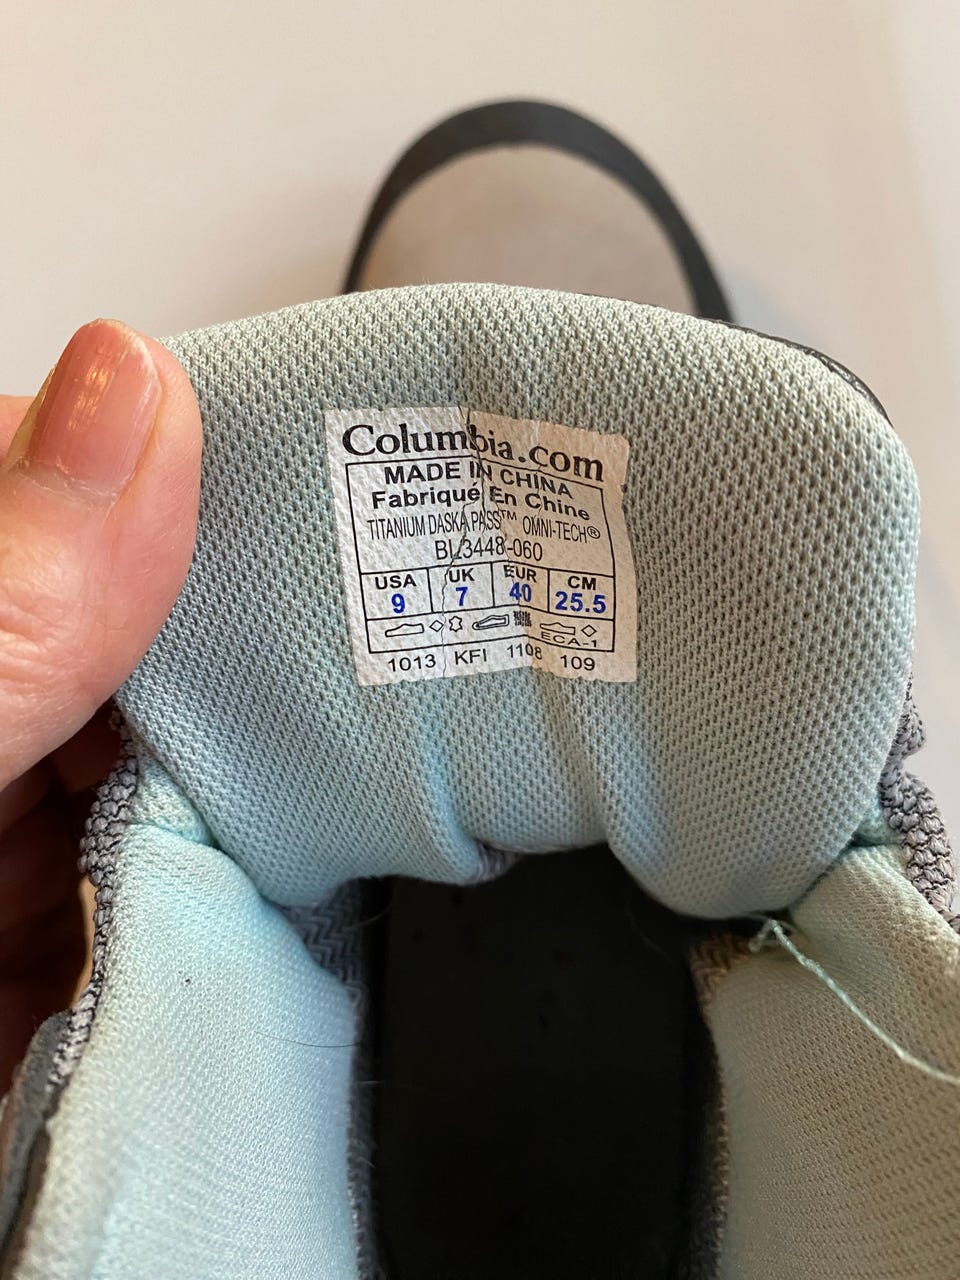 Columbia.com
MADE IN CHINA
Fabriqué En Chine
TITANIUM DASKA PASS™ OMNI-TECH®
BL3448-060
USA UK EUR CM
9 7 40 25.5
ECA-1
1013 KFI 1108 109